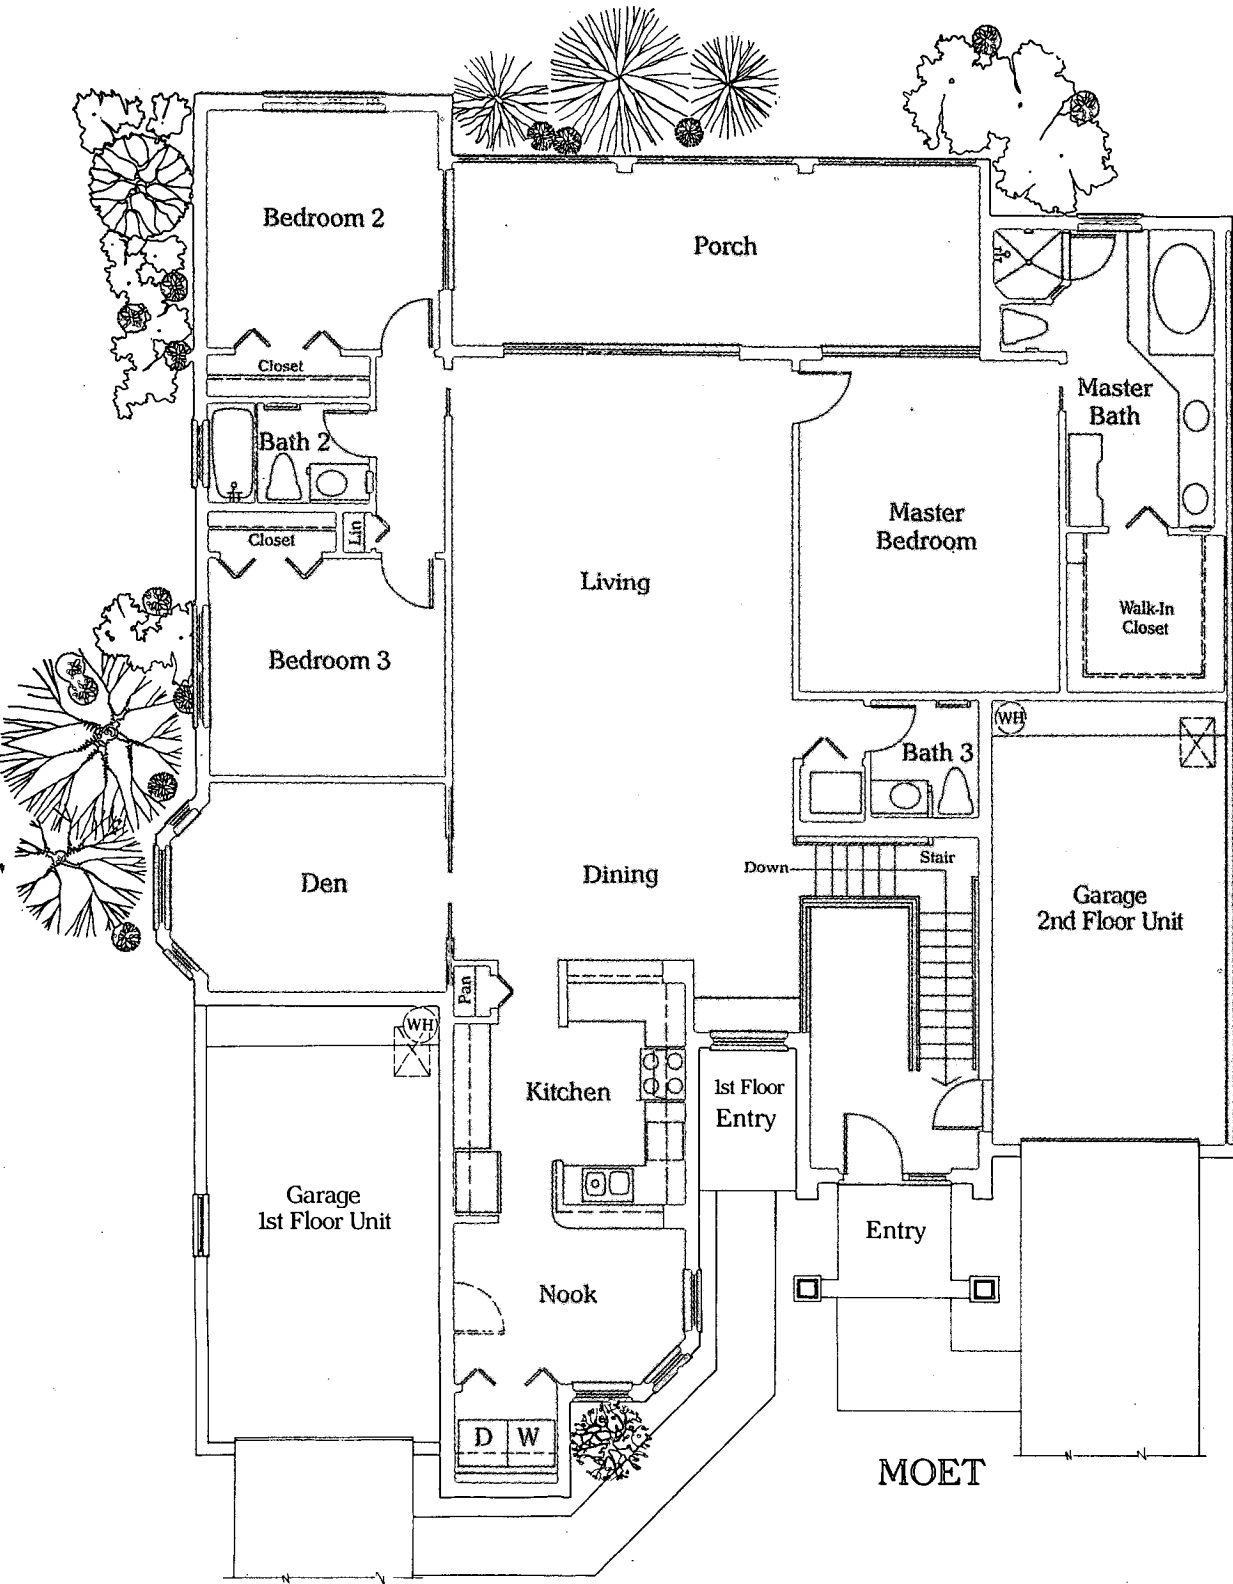 Bedroom 2
Porch
Closet
Master
Bath
Bath 2
Lin
Closet
Master
Bedroom
Living
Walk-In
Closet
Bedroom 3
WH
Bath 3
Stair
Down
Dining
Den
Garage
2nd Floor Unit
Pan
WH
Kitchen
1st Floor
Entry
Garage
1st Floor Unit
Entry
Nook
D W
MOET